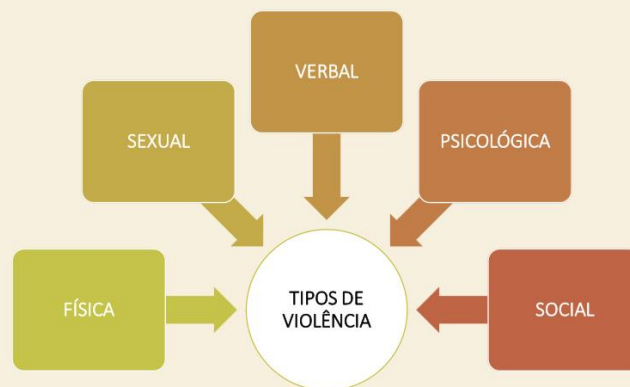 VERBAL
SEXUAL
PSICOLÓGICA
FÍSICA
TIPOS DE
VIOLÊNCIA
SOCIAL